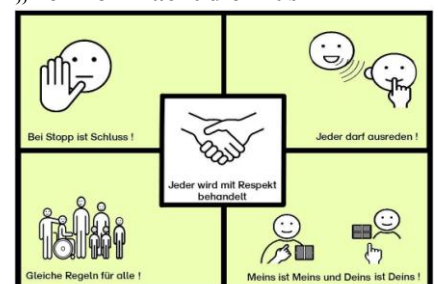 Bei Stopp ist Schluss !
Jeder darf ausreden !
Jeder wird mit Respekt
behandelt
Gleiche Regeln für alle !
Meins ist Meins und Deins ist Deins !